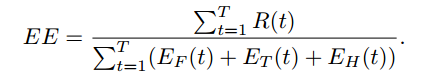 EE = \frac{\sum_{t=1}^{T} R(t)}{\sum_{t=1}^{T} (E_F(t) + E_T(t) + E_H(t))}.